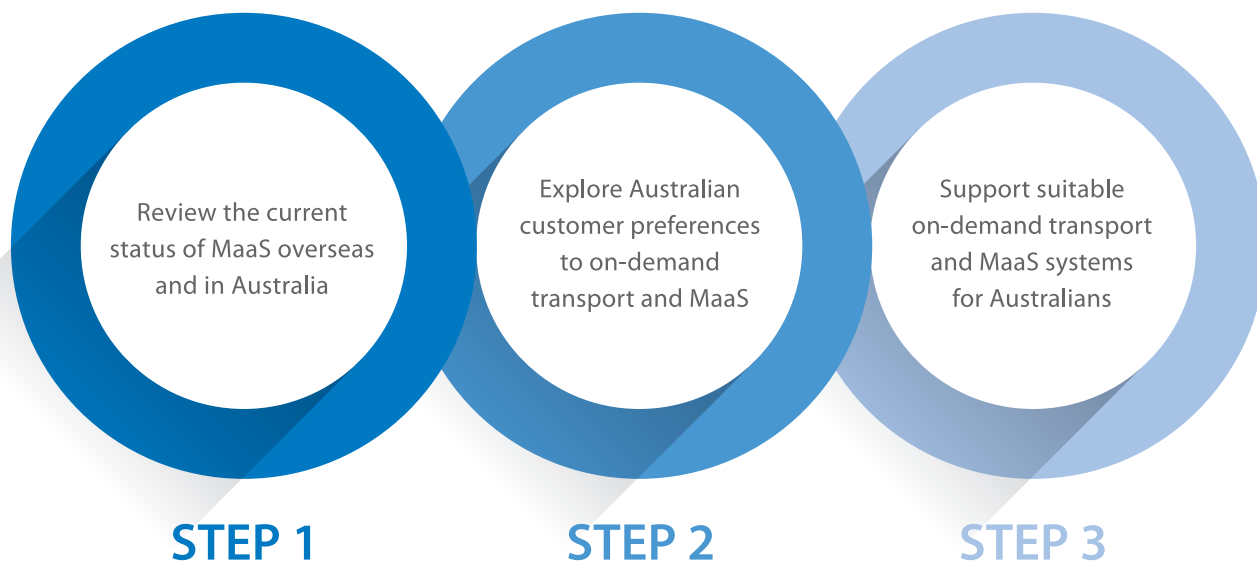 Review the current
status of MaaS overseas
and in Australia
Explore Australian
customer preferences
to on-demand
transport and MaaS
Support suitable
on-demand transport
and MaaS systems
for Australians
STEP 1
STEP 2
STEP 3